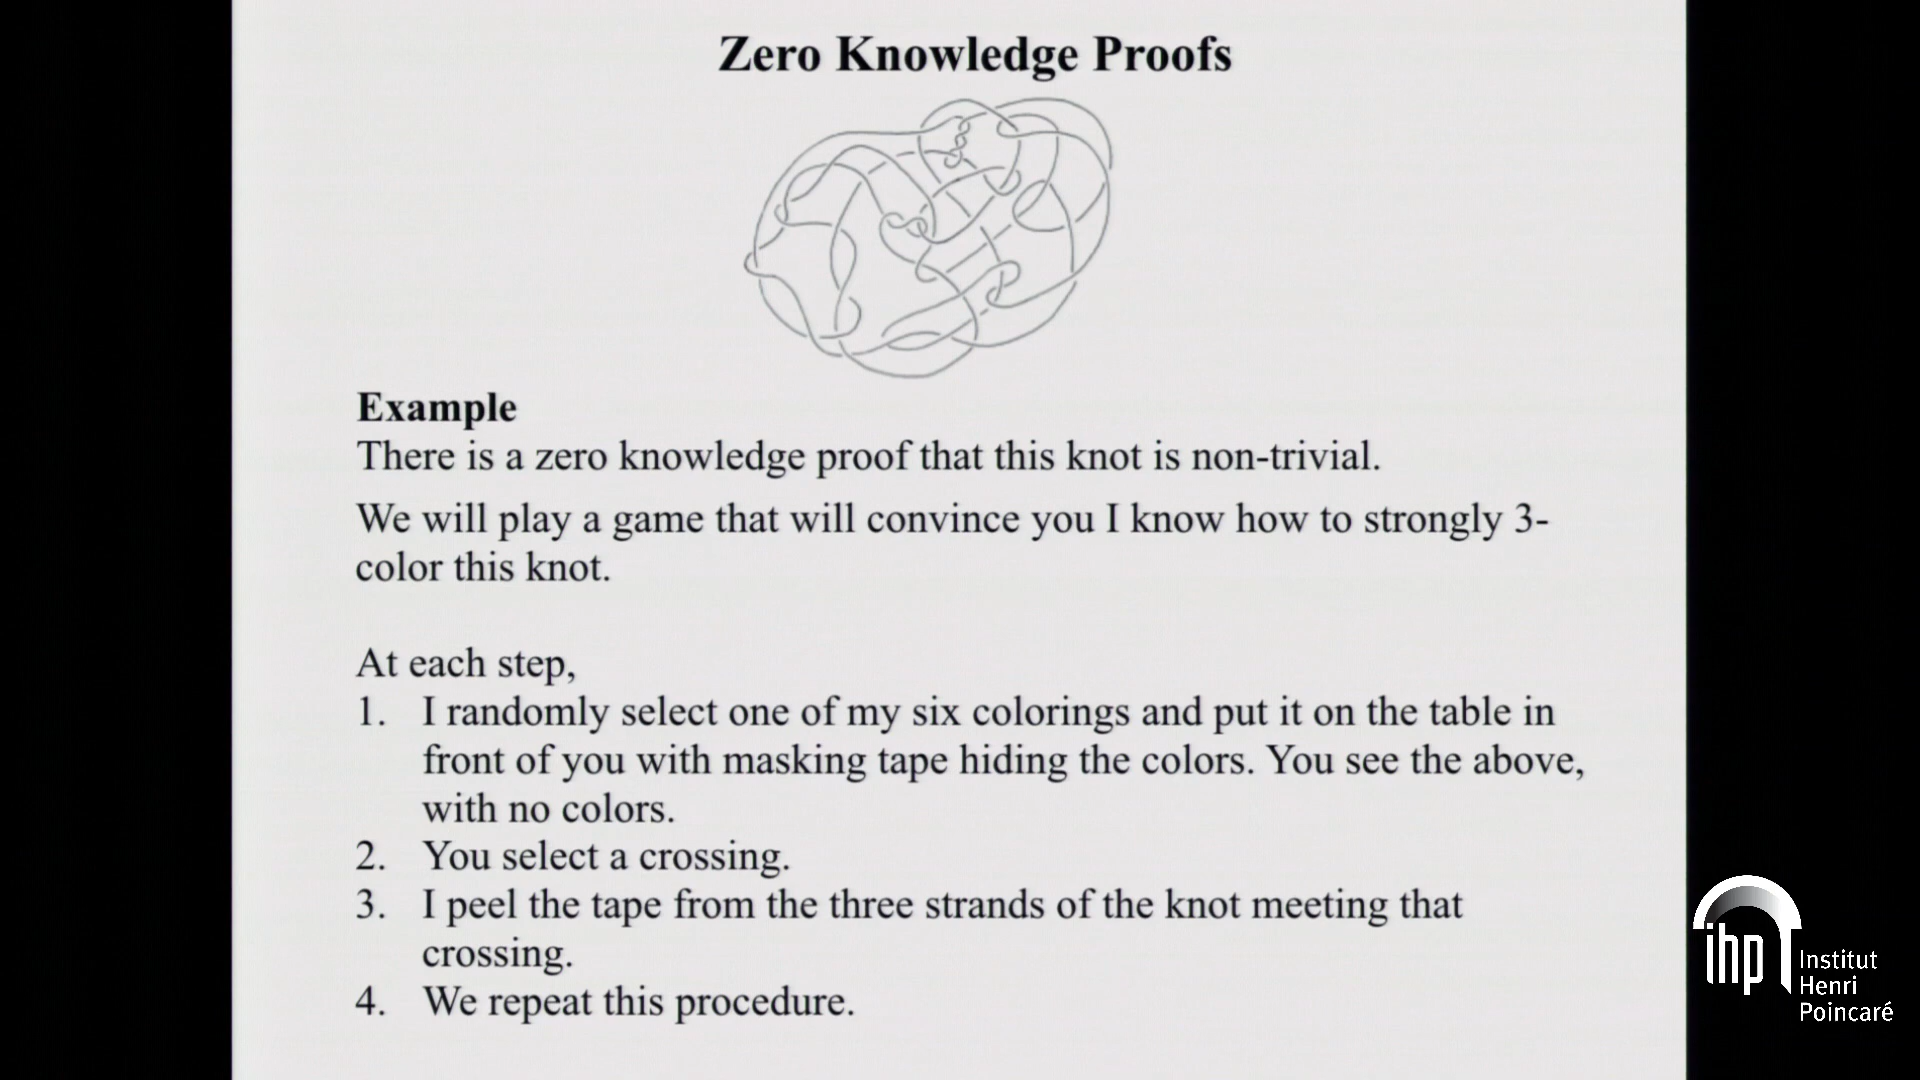 Zero Knowledge Proofs
Example
There is a zero knowledge proof that this knot is non-trivial.
We will play a game that will convince you I know how to strongly 3-
color this knot.
At each step,
1. I randomly select one of my six colorings and put it on the table in
front of you with masking tape hiding the colors. You see the above,
with no colors.
2. You select a crossing.
3. I peel the tape from the three strands of the knot meeting that
crossing.
4. We repeat this procedure.
ihp Institut
Henri
Poincaré